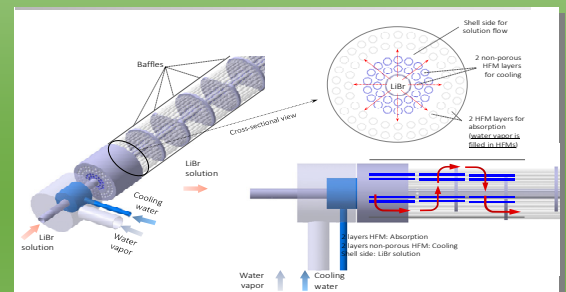 Baffles
Cross-sectional view
LiBr
solution
Cooling
water
Water
vapor
LiBr
solution
Shell side for
solution flow
2 non-porous
HFM layers
for cooling
LiBr
2 HFM layers for
absorption
(water vapor is
filled in HFMs)
2 layers HFM: Absorption
2 layers non-porous HFM: Cooling
Shell side: LiBr solution
Water
vapor
Cooling
water